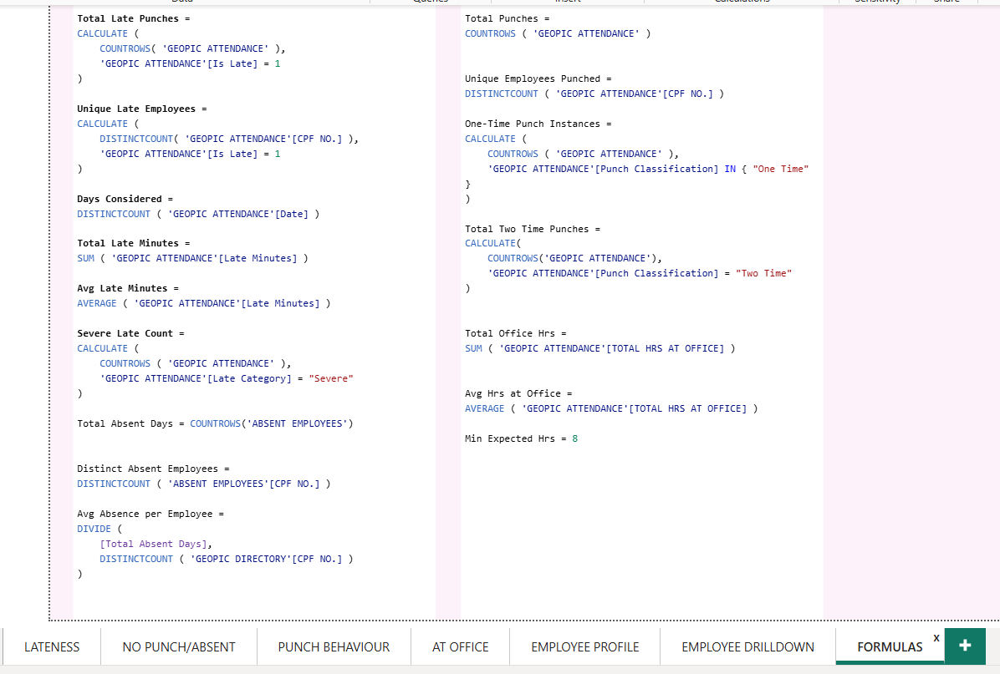 Data Queries Insert Calculations Sensitivity Share
Total Late Punches =
CALCULATE (
COUNTROWS( 'GEOPIC ATTENDANCE' ),
'GEOPIC ATTENDANCE'[Is Late] = 1
)
Unique Late Employees =
CALCULATE (
DISTINCTCOUNT( 'GEOPIC ATTENDANCE'[CPF NO.] ),
'GEOPIC ATTENDANCE'[Is Late] = 1
)
Days Considered =
DISTINCTCOUNT ( 'GEOPIC ATTENDANCE'[Date] )
Total Late Minutes =
SUM ( 'GEOPIC ATTENDANCE'[Late Minutes] )
Avg Late Minutes =
AVERAGE ( 'GEOPIC ATTENDANCE'[Late Minutes] )
Severe Late Count =
CALCULATE (
COUNTROWS ( 'GEOPIC ATTENDANCE' ),
'GEOPIC ATTENDANCE'[Late Category] = "Severe"
)
Total Absent Days = COUNTROWS('ABSENT EMPLOYEES')
Distinct Absent Employees =
DISTINCTCOUNT ( 'ABSENT EMPLOYEES'[CPF NO.] )
Avg Absence per Employee =
DIVIDE (
[Total Absent Days],
DISTINCTCOUNT ( 'GEOPIC DIRECTORY'[CPF NO.] )
)
Total Punches =
COUNTROWS ( 'GEOPIC ATTENDANCE' )
Unique Employees Punched =
DISTINCTCOUNT ( 'GEOPIC ATTENDANCE'[CPF NO.] )
One-Time Punch Instances =
CALCULATE (
COUNTROWS ( 'GEOPIC ATTENDANCE' ),
'GEOPIC ATTENDANCE'[Punch Classification] IN { "One Time"
}
)
Total Two Time Punches =
CALCULATE(
COUNTROWS('GEOPIC ATTENDANCE'),
'GEOPIC ATTENDANCE'[Punch Classification] = "Two Time"
)
Total Office Hrs =
SUM ( 'GEOPIC ATTENDANCE'[TOTAL HRS AT OFFICE] )
Avg Hrs at Office =
AVERAGE ( 'GEOPIC ATTENDANCE'[TOTAL HRS AT OFFICE] )
Min Expected Hrs = 8
LATENESS NO PUNCH/ABSENT PUNCH BEHAVIOUR AT OFFICE EMPLOYEE PROFILE EMPLOYEE DRILLDOWN FORMULAS x +